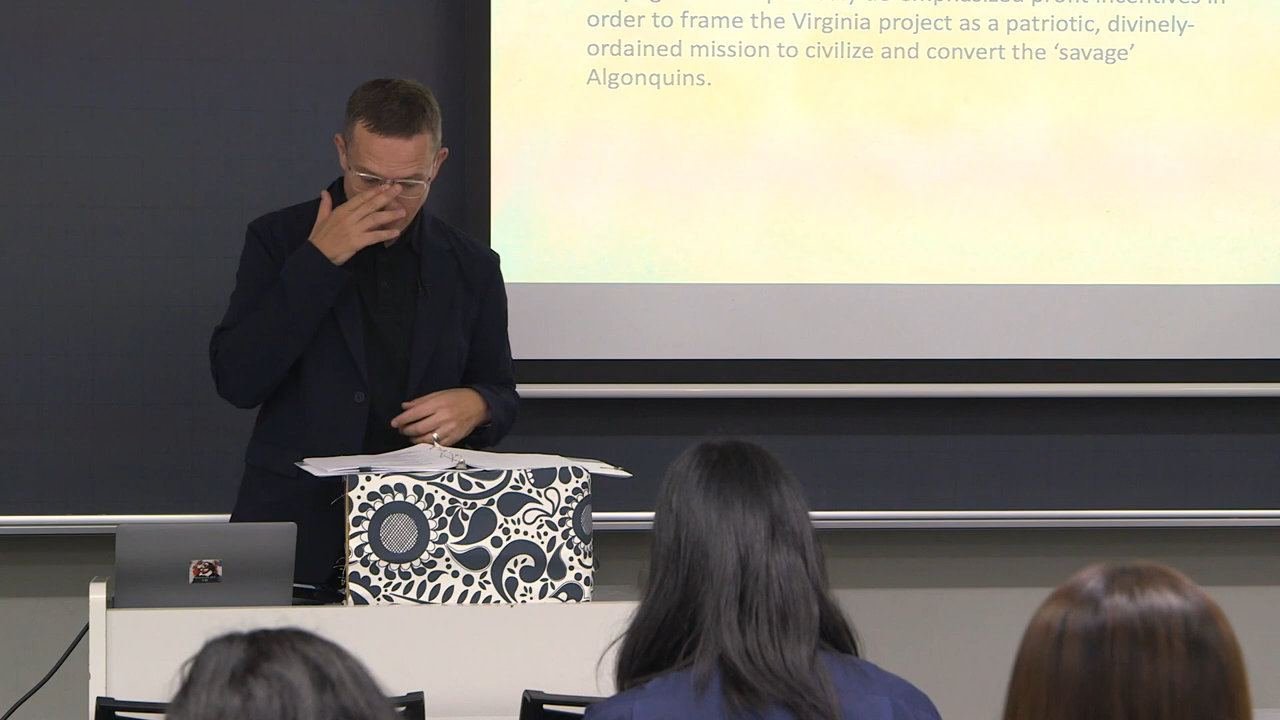 order to frame the Virginia project as a patriotic, divinely-
ordained mission to civilize and convert the ‘savage’
Algonquins.